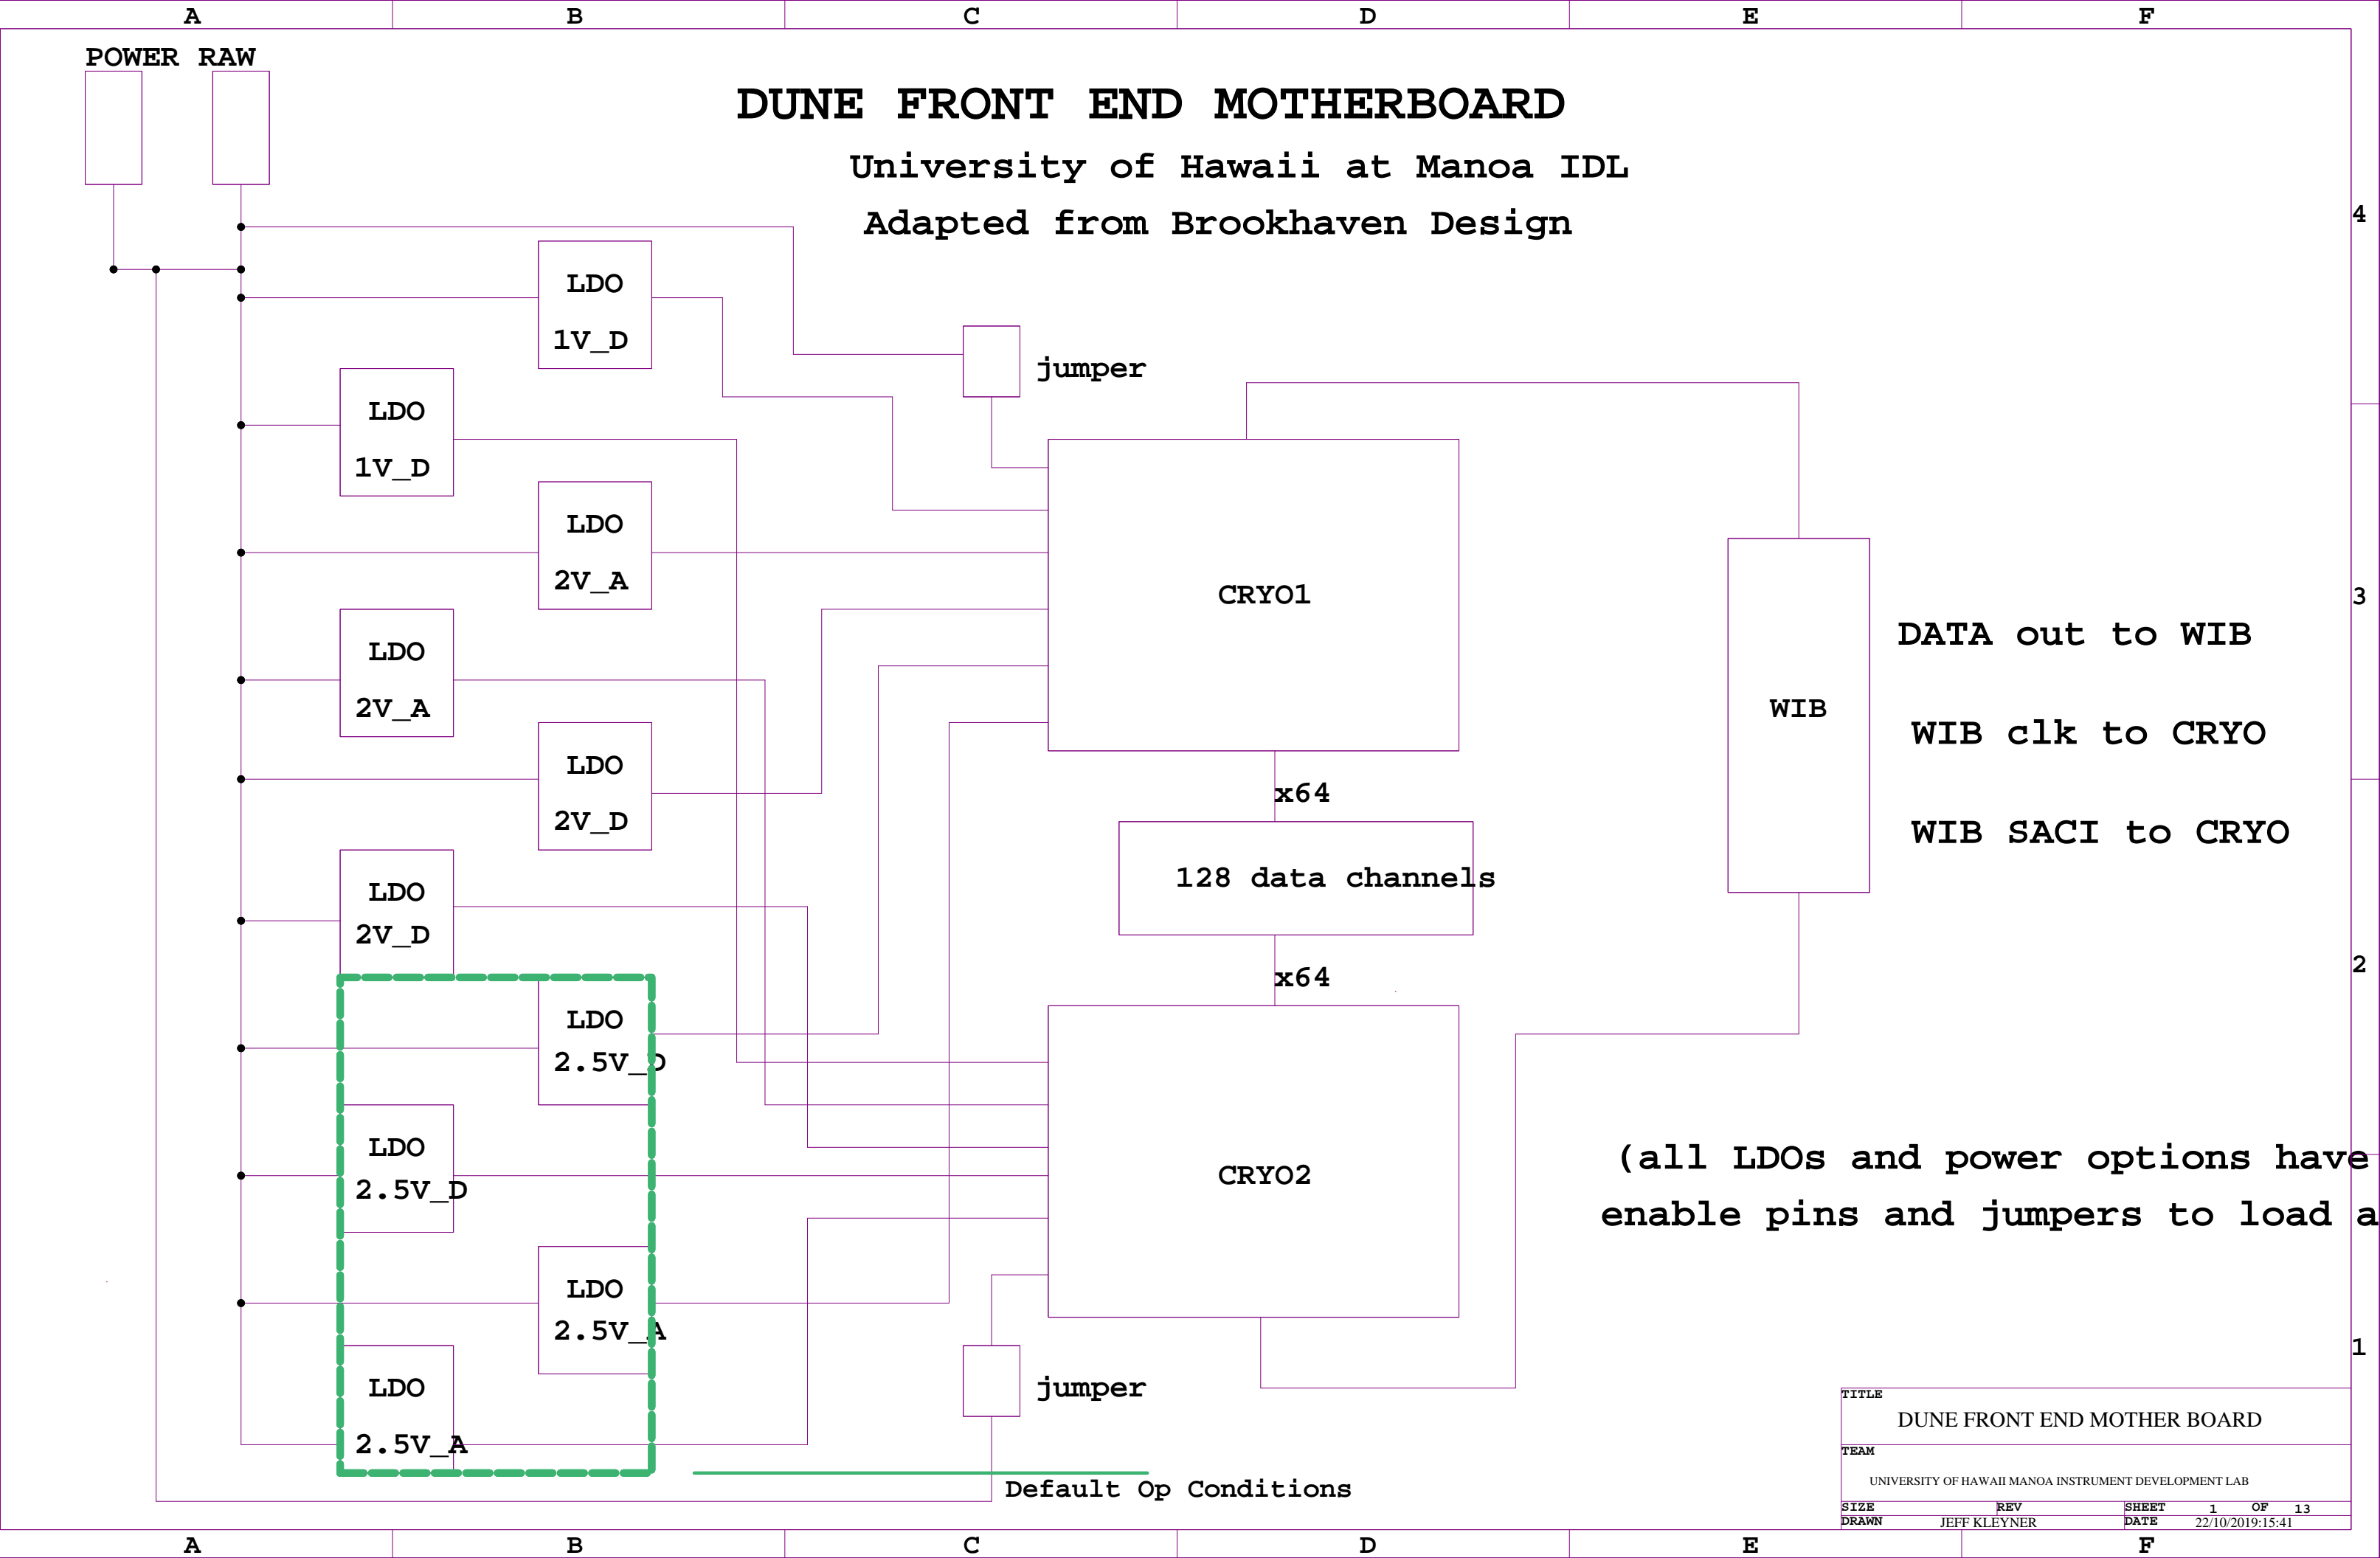 A B C D E F
POWER RAW
DUNE FRONT END MOTHERBOARD
University of Hawaii at Manoa IDL
Adapted from Brookhaven Design
4
LDO
1V_D
jumper
LDO
1V_D
LDO
2V_A
CRYO1
3
DATA out to WIB
LDO
2V_A
WIB
WIB clk to CRYO
LDO
2V_D
x64
WIB SACI to CRYO
128 data channels
LDO
2V_D
2
x64
LDO
2.5V_D
LDO
2.5V_D
CRYO2
(all LDOs and power options have
enable pins and jumpers to load a
LDO
2.5V_A
1
LDO
2.5V_A
jumper
Default Op Conditions
TITLE
DUNE FRONT END MOTHER BOARD
TEAM
UNIVERSITY OF HAWAII MANOA INSTRUMENT DEVELOPMENT LAB
SIZE REV SHEET 1 OF 13
DRAWN JEFF KLEYNER DATE 22/10/2019:15:41
A B C D E F